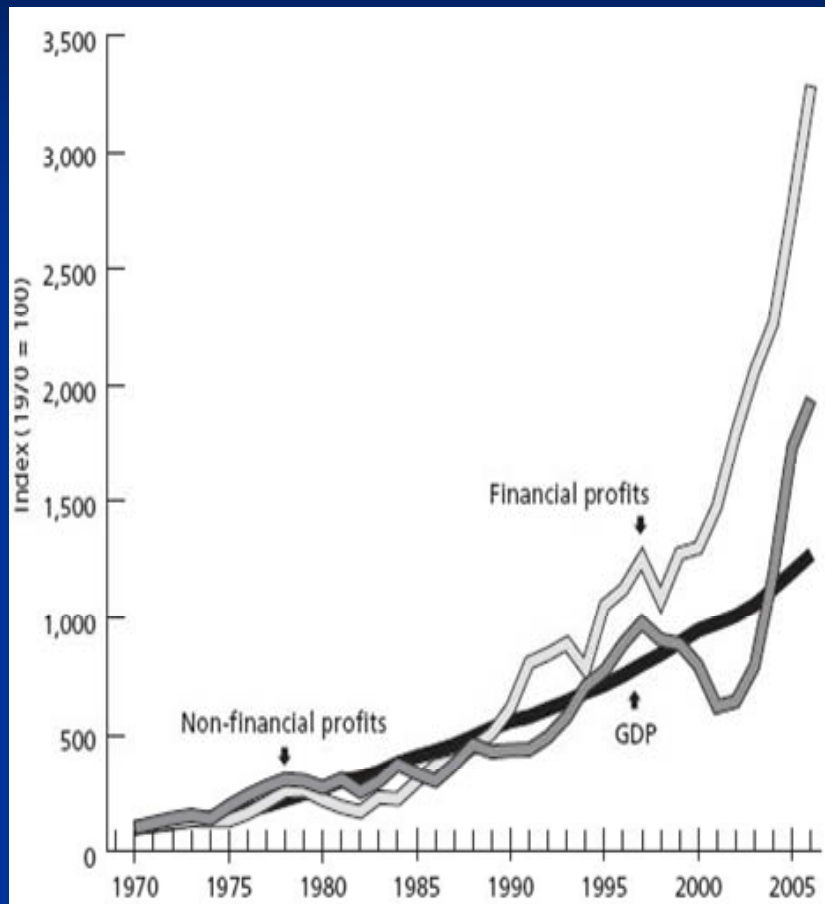 3,500
3,000
2,500
2,000
1,500
1,000
500
0
Index (1970 = 100)
Financial profits
Non-financial profits
GDP
1970 1975 1980 1985 1990 1995 2000 2005